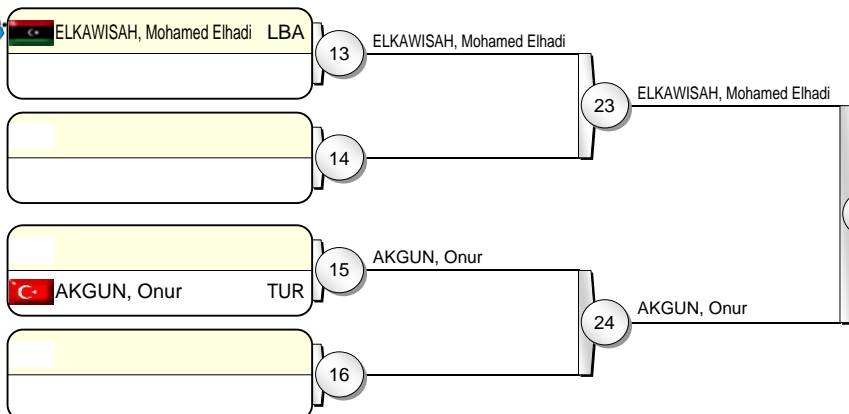 ELKAWISAH, Mohamed Elhadi LBA
13
ELKAWISAH, Mohamed Elhadi
23
ELKAWISAH, Mohamed Elhadi
14
15
AKGUN, Onur
AKGUN, Onur TUR
24
AKGUN, Onur
16